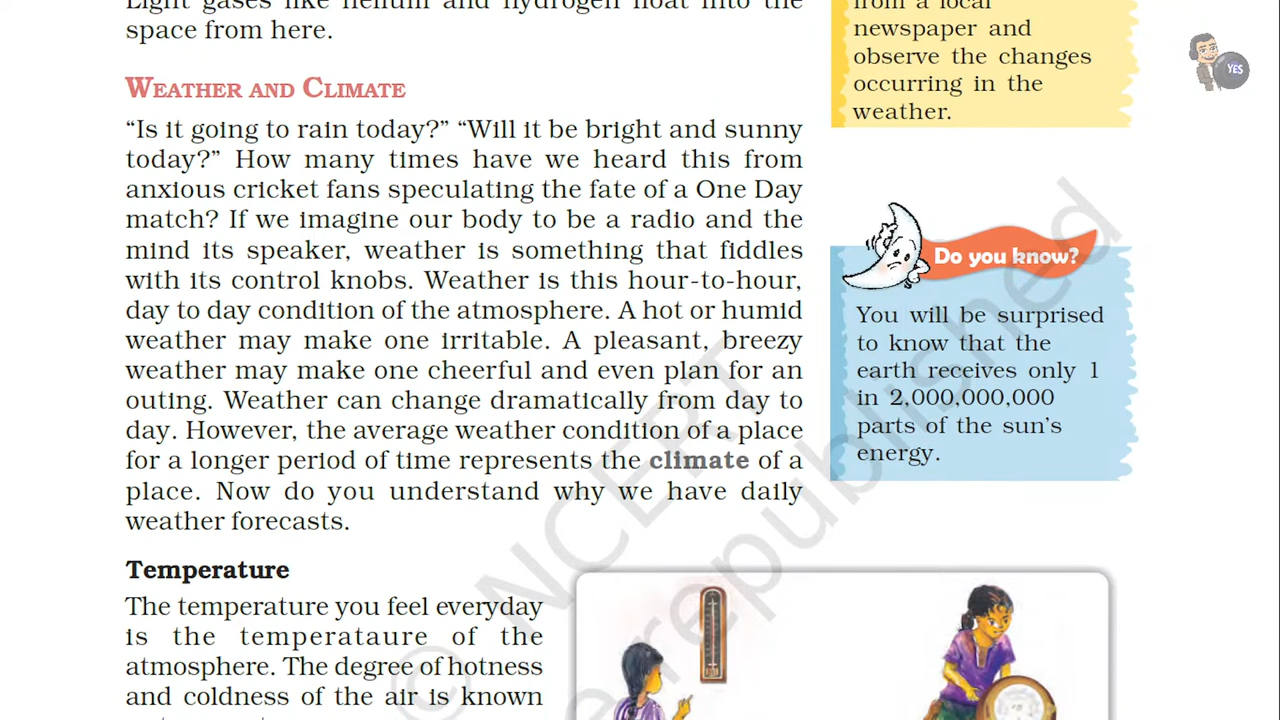 Light gases like helium and hydrogen float into the
space from here.
WEATHER AND CLIMATE
“Is it going to rain today?” “Will it be bright and sunny
today?” How many times have we heard this from
anxious cricket fans speculating the fate of a One Day
match? If we imagine our body to be a radio and the
mind its speaker, weather is something that fiddles
with its control knobs. Weather is this hour-to-hour,
day to day condition of the atmosphere. A hot or humid
weather may make one irritable. A pleasant, breezy
weather may make one cheerful and even plan for an
outing. Weather can change dramatically from day to
day. However, the average weather condition of a place
for a longer period of time represents the climate of a
place. Now do you understand why we have daily
weather forecasts.
Temperature
The temperature you feel everyday
is the temperataure of the
atmosphere. The degree of hotness
and coldness of the air is known
from a local
newspaper and
observe the changes
occurring in the
weather.
YES
Do you know?
You will be surprised
to know that the
earth receives only 1
in 2,000,000,000
parts of the sun’s
energy.
© NCERT
be republished